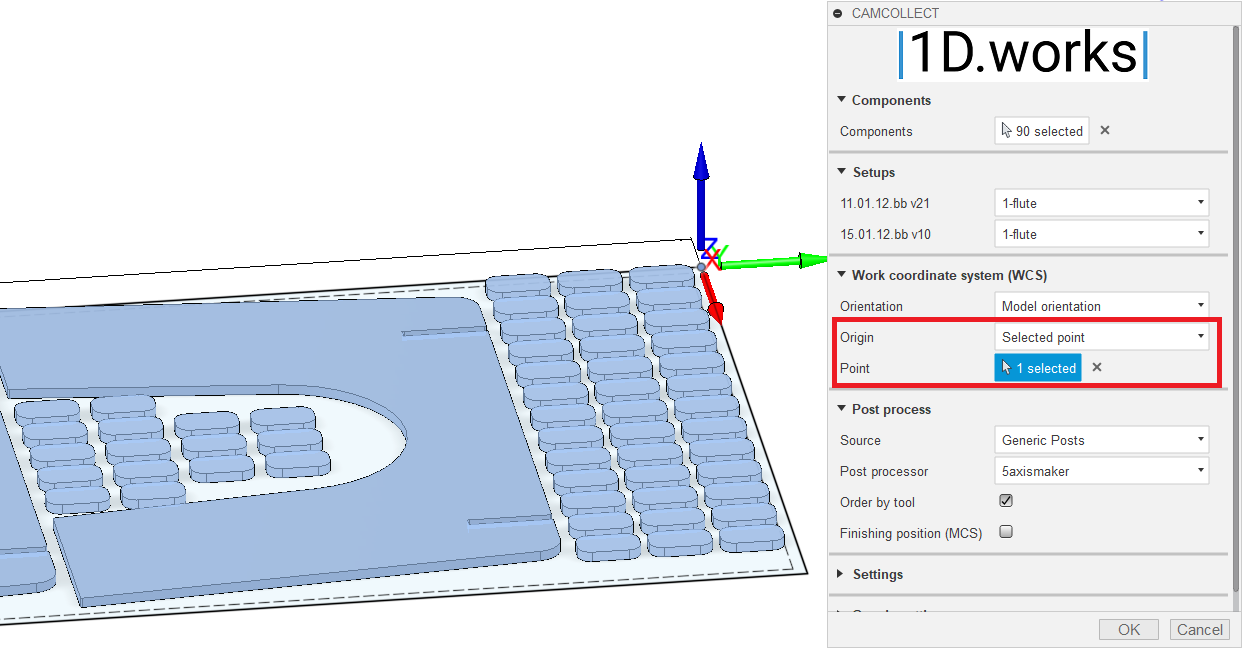 CAMCOLLECT
1D.works
Components
Components 90 selected
Setups
11.01.12.bb v21 1-flute
15.01.12.bb v10 1-flute
Work coordinate system (WCS)
Orientation Model orientation
Origin Selected point
Point 1 selected
Post process
Source Generic Posts
Post processor 5axismaker
Order by tool
Finishing position (MCS)
Settings
OK Cancel
Z
X Y